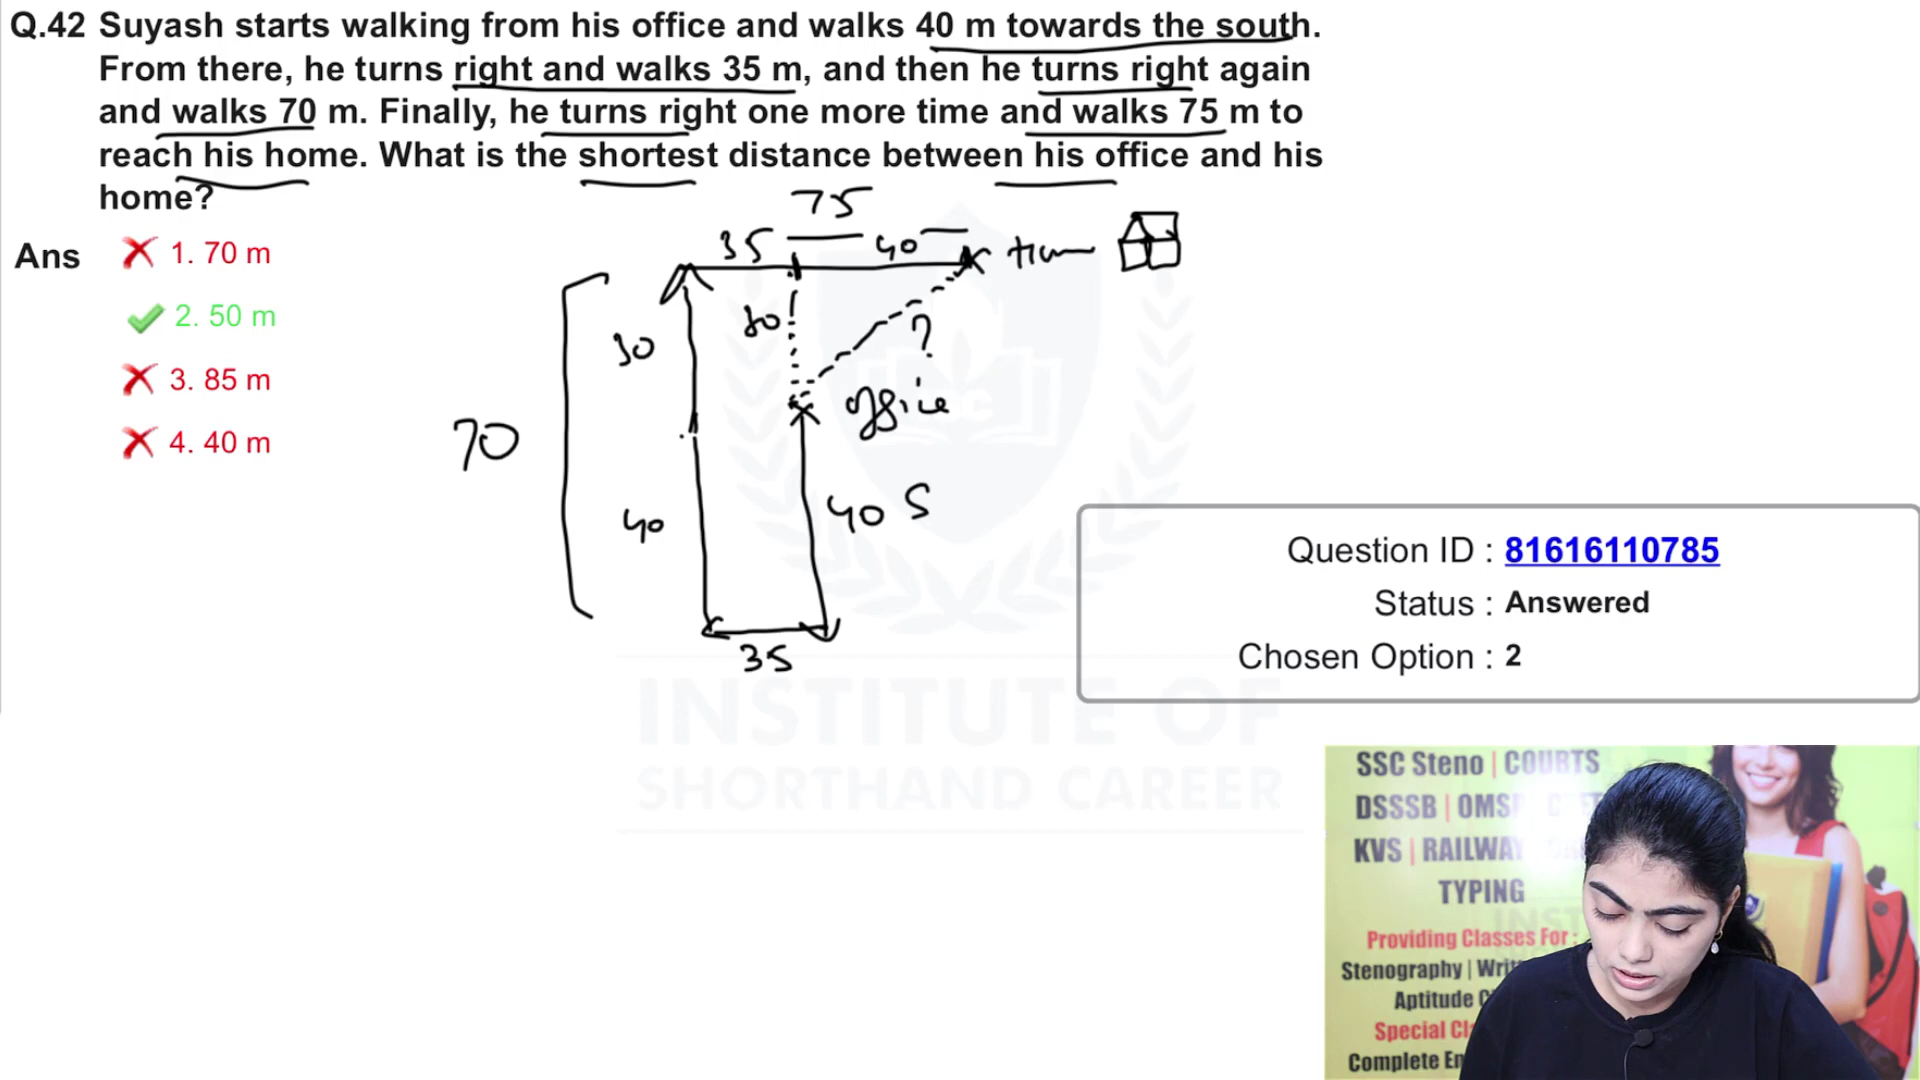 Q.42 Suyash starts walking from his office and walks 40 m towards the south.
From there, he turns right and walks 35 m, and then he turns right again
and walks 70 m. Finally, he turns right one more time and walks 75 m to
reach his home. What is the shortest distance between his office and his
home?
Ans
1. 70 m
2. 50 m
3. 85 m
4. 40 m
75
35
40
30
30
?
office
70
40
40 S
35
Question ID : 81616110785
Status : Answered
Chosen Option : 2
INSTITUTE OF
SHORTHAND CAREER
SSC Steno | COURTS
DSSSB |
KVS |
TYPING
Providing Classes For:
Stenography |
Aptitude
Special
Complete